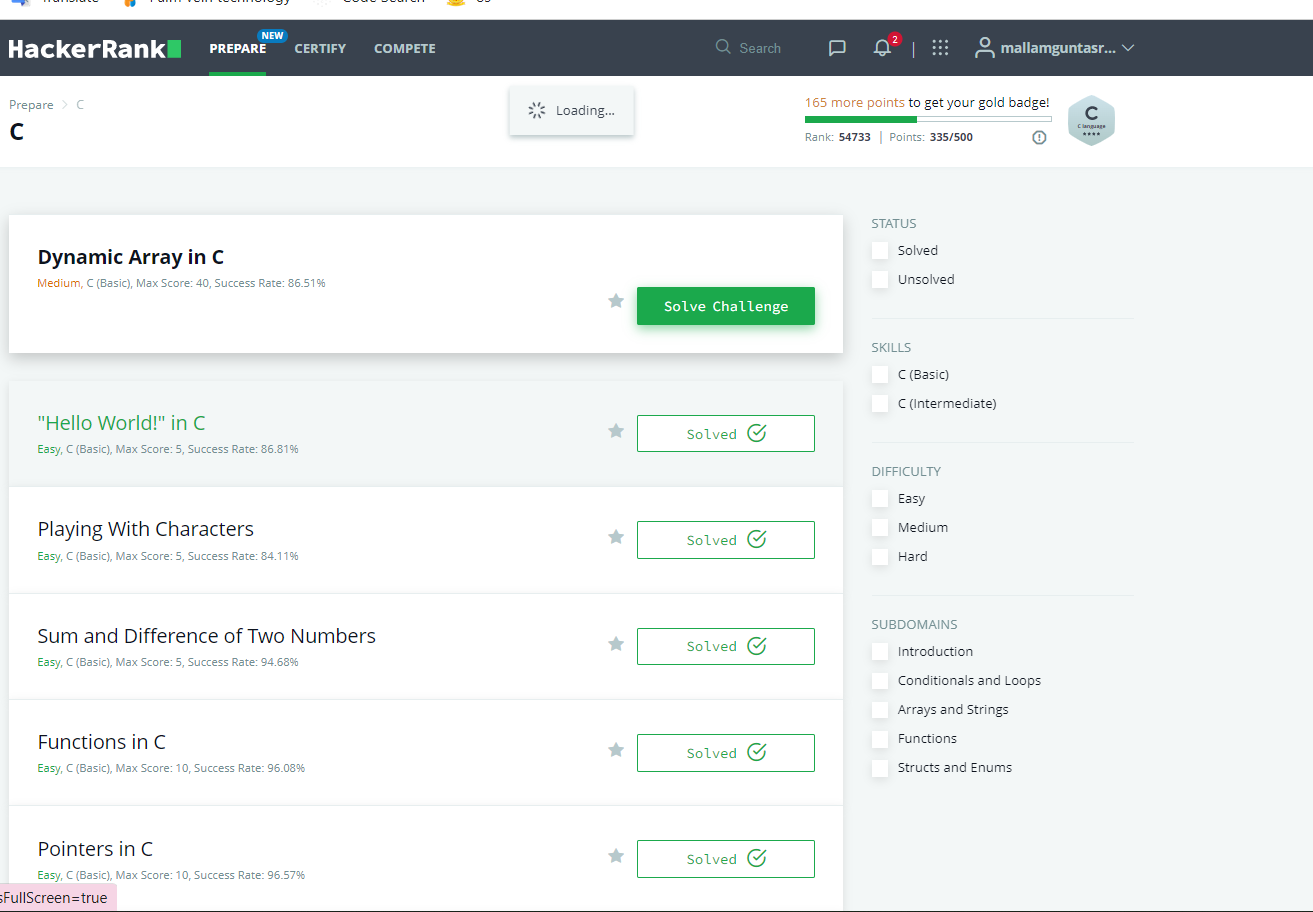 Translate Palm vein technology Code Search Us
HackerRank PREPARE NEW CERTIFY COMPETE Search 2 mallamguntasr...
Prepare > C
C
Loading...
165 more points to get your gold badge!
Rank: 54733 | Points: 335/500
C
C language
Dynamic Array in C
Medium, C (Basic), Max Score: 40, Success Rate: 86.51%
Solve Challenge
"Hello World!" in C
Easy, C (Basic), Max Score: 5, Success Rate: 86.81%
Solved
Playing With Characters
Easy, C (Basic), Max Score: 5, Success Rate: 84.11%
Solved
Sum and Difference of Two Numbers
Easy, C (Basic), Max Score: 5, Success Rate: 94.68%
Solved
Functions in C
Easy, C (Basic), Max Score: 10, Success Rate: 96.08%
Solved
Pointers in C
Easy, C (Basic), Max Score: 10, Success Rate: 96.57%
Solved
sFullScreen=true
STATUS
Solved
Unsolved
SKILLS
C (Basic)
C (Intermediate)
DIFFICULTY
Easy
Medium
Hard
SUBDOMAINS
Introduction
Conditionals and Loops
Arrays and Strings
Functions
Structs and Enums